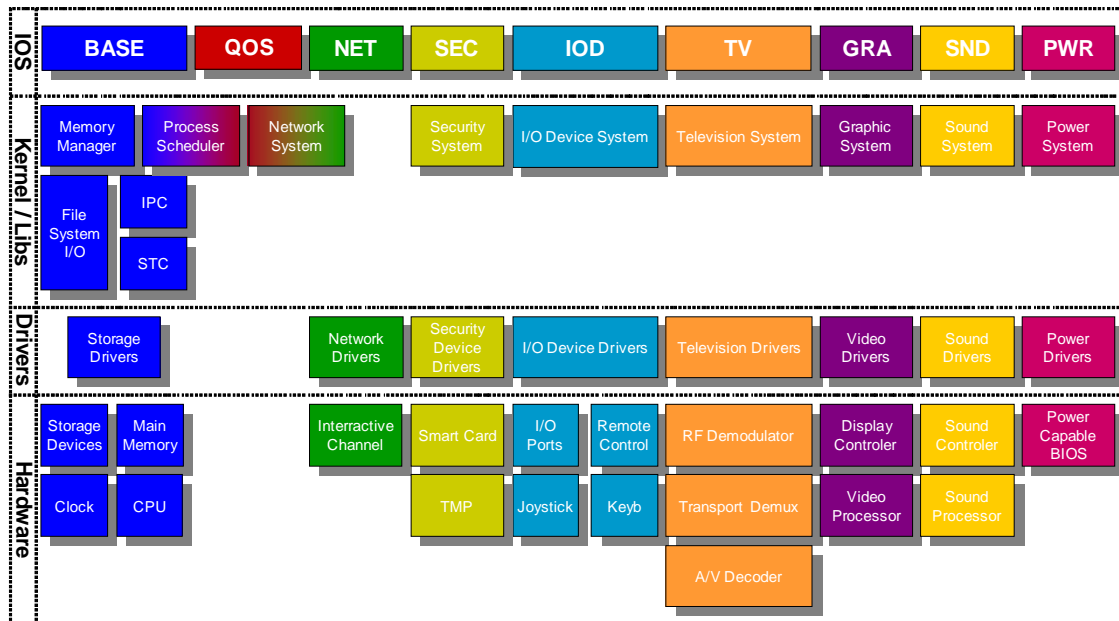 IOS
BASE
QOS
NET
SEC
IOD
TV
GRA
SND
PWR
Kernel / Libs
Memory
Manager
Process
Scheduler
Network
System
Security
System
I/O Device System
Television System
Graphic
System
Sound
System
Power
System
File
System
I/O
IPC
STC
Drivers
Storage
Drivers
Network
Drivers
Security
Device
Drivers
I/O Device Drivers
Television Drivers
Video
Drivers
Sound
Drivers
Power
Drivers
Hardware
Storage
Devices
Main
Memory
Interractive
Channel
Smart Card
I/O
Ports
Remote
Control
RF Demodulator
Display
Controler
Sound
Controler
Power
Capable
BIOS
Clock
CPU
TMP
Joystick
Keyb
Transport Demux
Video
Processor
Sound
Processor
A/V Decoder